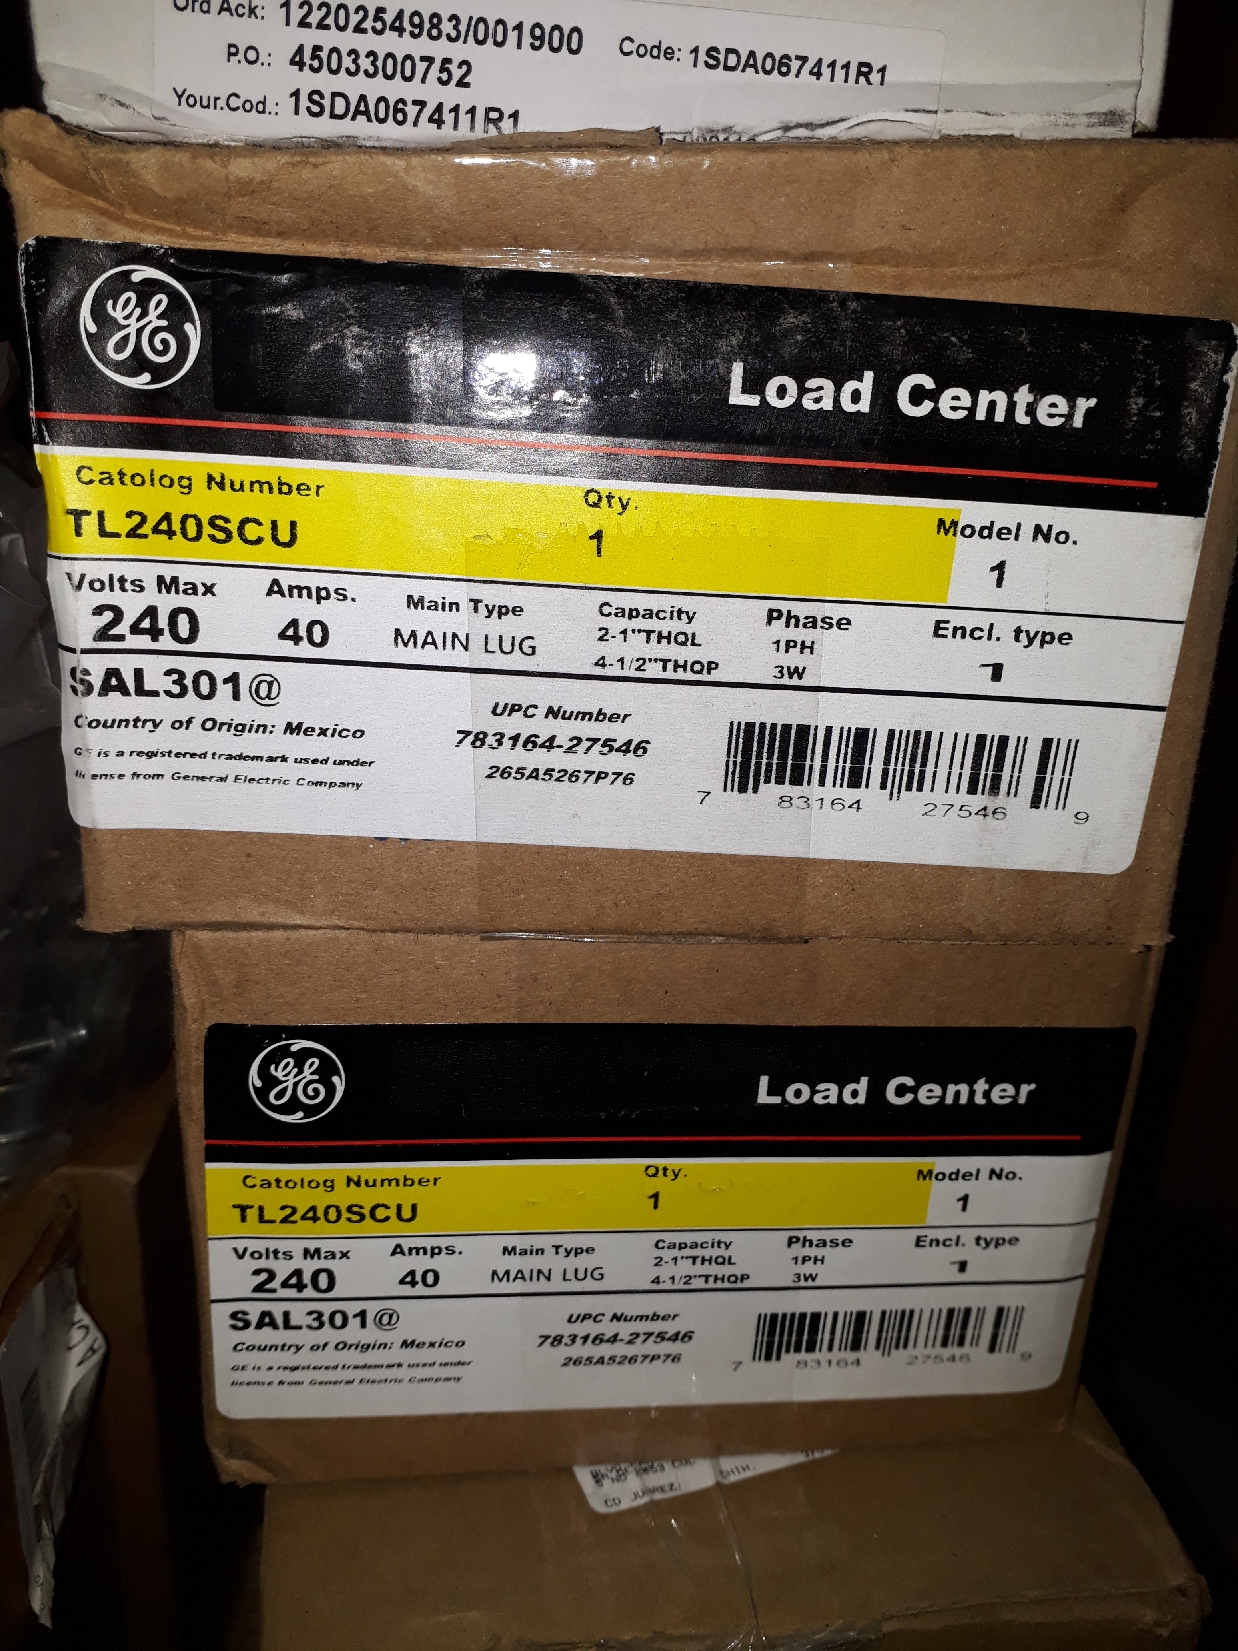 Ord Ack: 1220254983/001900 Code: 1SDA067411R1
P.O.: 4503300752
Your.Cod.: 1SDA067411R1
GE
Load Center
Catolog Number Qty. Model No.
TL240SCU 1 1
Volts Max Amps. Main Type Capacity Phase Encl. type
240 40 MAIN LUG 2-1"THQL 1PH 1
4-1/2"THQP 3W
SAL301@
Country of Origin: Mexico
GE is a registered trademark used under
license from General Electric Company
UPC Number
783164-27546
265A5267P76
7 83164 27546 9
GE
Load Center
Catolog Number Qty. Model No.
TL240SCU 1 1
Volts Max Amps. Main Type Capacity Phase Encl. type
240 40 MAIN LUG 2-1"THQL 1PH 1
4-1/2"THQP 3W
SAL301@
Country of Origin: Mexico
GE is a registered trademark used under
license from General Electric Company
UPC Number
783164-27546
265A5267P76
7 83164 27546 9
CHIH.
CD JUAREZ,